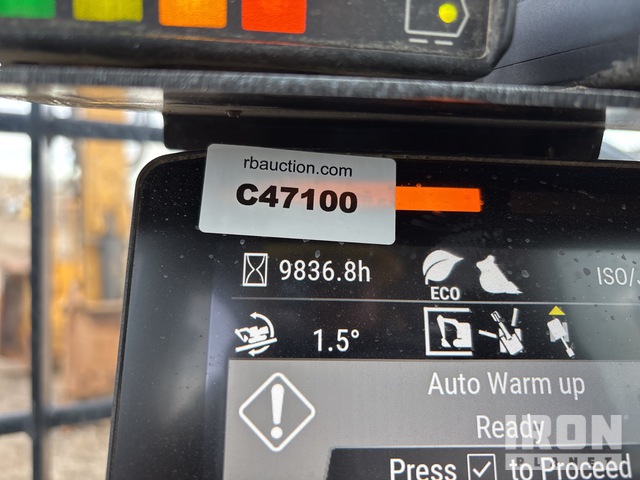 rbauction.com
C47100
9836.8h
ECO
ISO/
1.5°
Auto Warm up
Ready
Press ☑ to Proceed
IRON
PLANET